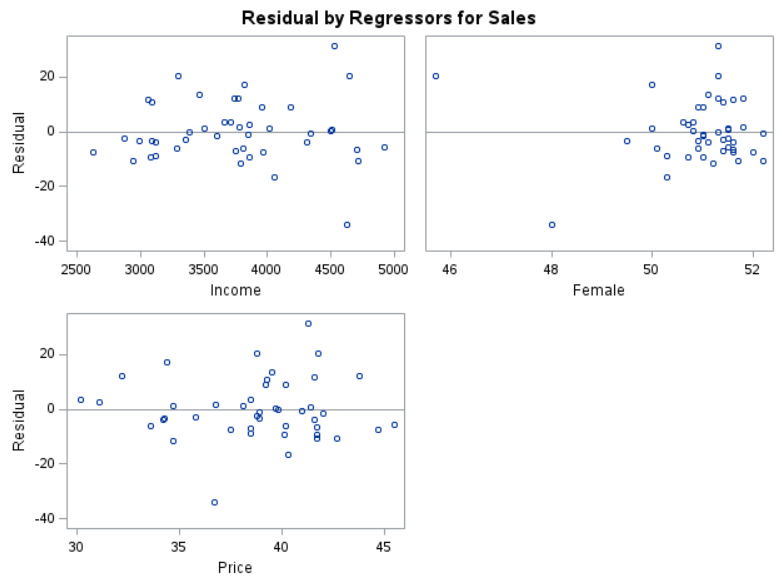 Residual by Regressors for Sales
Residual
20
0
-20
-40
2500 3000 3500 4000 4500 5000
Income
46 48 50 52
Female
Residual
20
0
-20
-40
30 35 40 45
Price